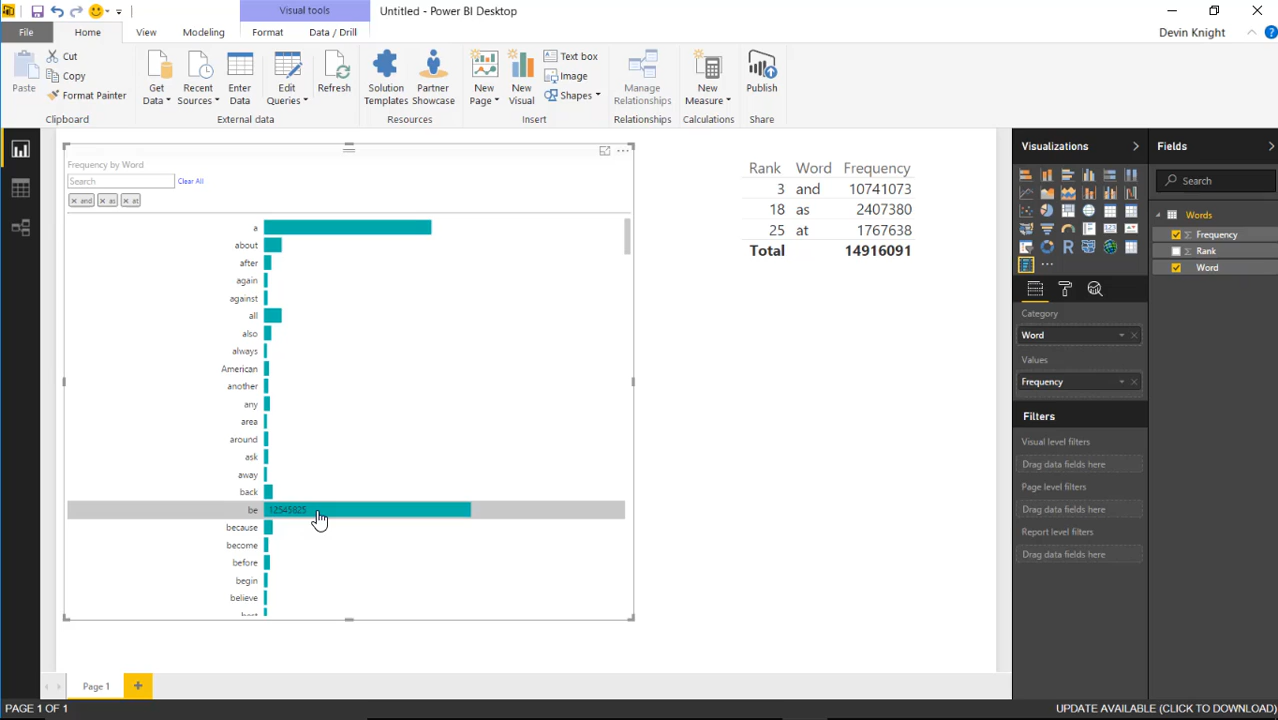 Visual tools
Untitled - Power BI Desktop
File
Home
View
Modeling
Format
Data / Drill
Devin Knight
Paste
Cut
Copy
Format Painter
Clipboard
Get Data
Recent Sources
Enter Data
Edit Queries
Refresh
External data
Solution Templates
Partner Showcase
Resources
New Page
New Visual
Text box
Image
Shapes
Insert
Manage Relationships
Relationships
New Measure
Calculations
Publish
Share
Frequency by Word
Search
Clear All
and
as
at
a
about
after
again
against
all
also
always
American
another
any
area
around
ask
away
back
be 12545825
because
become
before
begin
believe
best
Rank Word Frequency
3 and 10741073
18 as 2407380
25 at 1767638
Total 14916091
Visualizations
R
Category
Word
Values
Frequency
Filters
Visual level filters
Drag data fields here
Page level filters
Drag data fields here
Report level filters
Drag data fields here
Fields
Search
Words
Frequency
Rank
Word
Page 1
PAGE 1 OF 1
UPDATE AVAILABLE (CLICK TO DOWNLOAD)